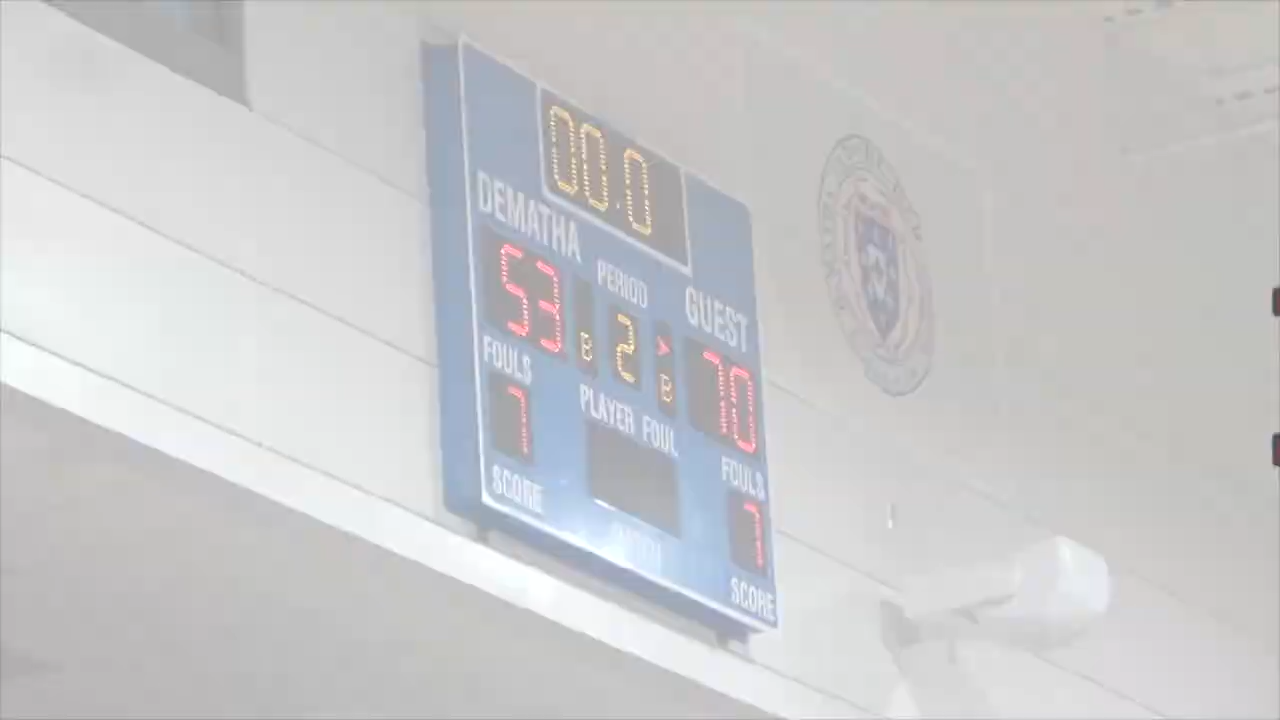 00.0
DEMATHA
53
PERIOD
GUEST
B 2 B
70
FOULS
7
PLAYER FOUL
FOULS
7
SCORE
SCORE